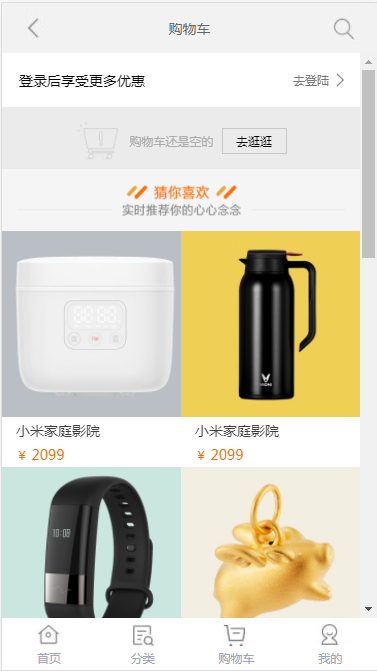 购物车
登录后享受更多优惠 去登陆
购物车还是空的 去逛逛
猜你喜欢
实时推荐你的心心念念
小米家庭影院 小米家庭影院
¥ 2099 ¥ 2099
10:08
首页 分类 购物车 我的